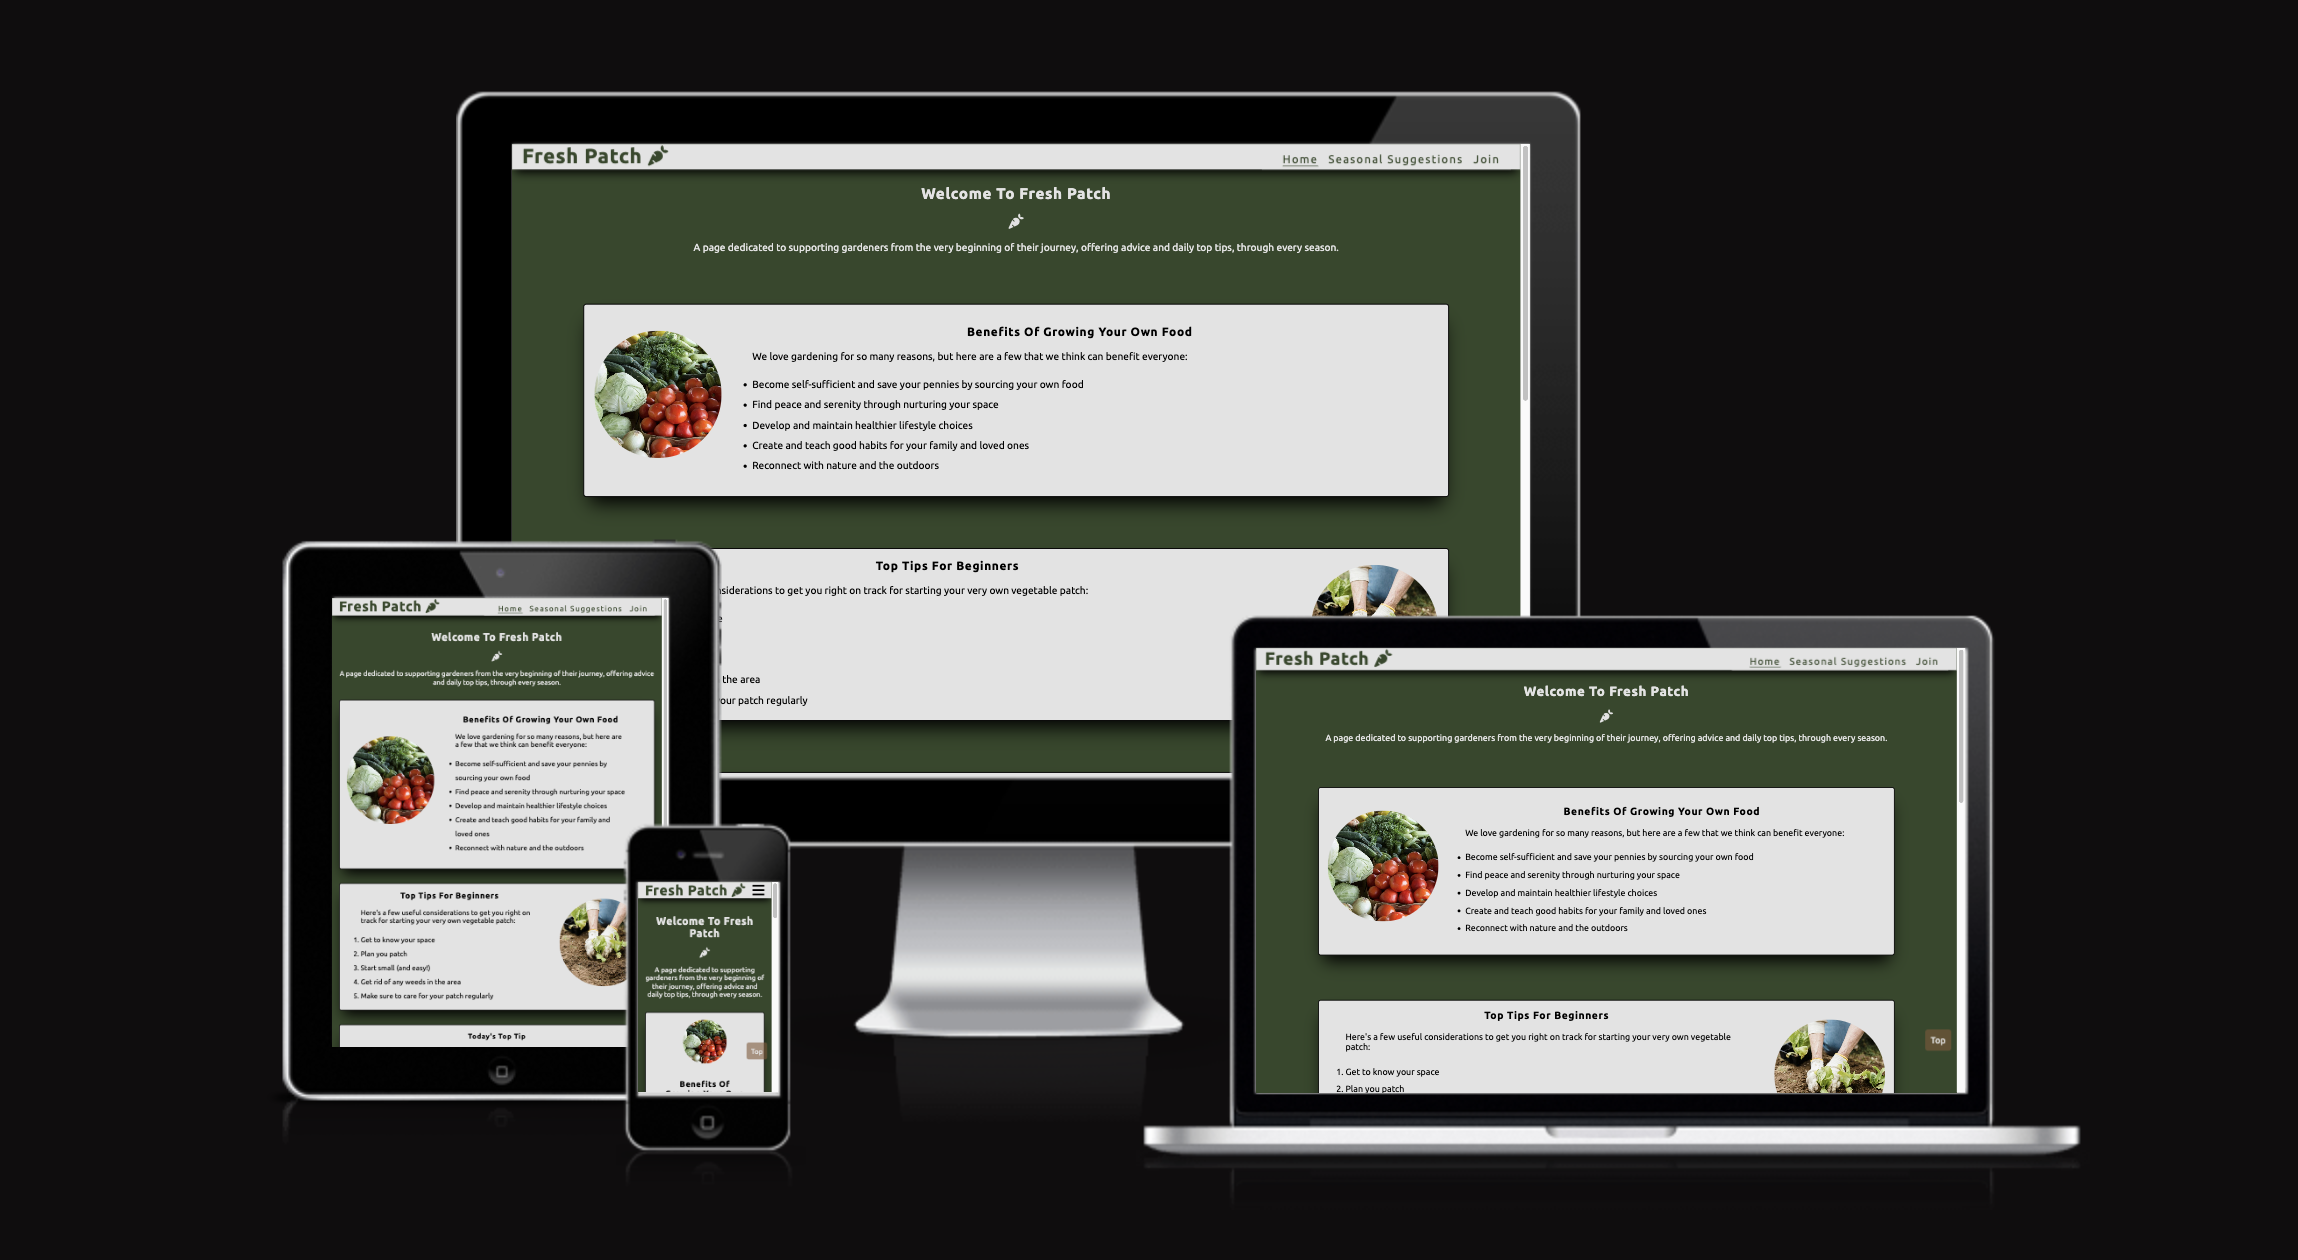 Fresh Patch
Home Seasonal Suggestions Join
Welcome To Fresh Patch
A page dedicated to supporting gardeners from the very beginning of their journey, offering advice and daily top tips, through every season.
Benefits Of Growing Your Own Food
We love gardening for so many reasons, but here are a few that we think can benefit everyone:
• Become self-sufficient and save your pennies by sourcing your own food
• Find peace and serenity through nurturing your space
• Develop and maintain healthier lifestyle choices
• Create and teach good habits for your family and loved ones
• Reconnect with nature and the outdoors
Top Tips For Beginners
considerations to get you right on track for starting your very own vegetable patch:
the area
our patch regularly
Fresh Patch
Home Seasonal Suggestions Join
Welcome To Fresh Patch
A page dedicated to supporting gardeners from the very beginning of their journey, offering advice
and daily top tips, through every season.
Benefits Of Growing Your Own Food
We love gardening for so many reasons, but here are
a few that we think can benefit everyone:
• Become self-sufficient and save your pennies by
sourcing your own food
• Find peace and serenity through nurturing your space
• Develop and maintain healthier lifestyle choices
• Create and teach good habits for your family and
loved ones
• Reconnect with nature and the outdoors
Top Tips For Beginners
Here's a few useful considerations to get you right on
track for starting your very own vegetable patch:
1. Get to know your space
2. Plan you patch
3. Start small (and easy!)
4. Get rid of any weeds in the area
5. Make sure to care for your patch regularly
Today's Top Tip
Fresh Patch
Welcome To Fresh
Patch
A page dedicated to supporting
gardeners from the very beginning of
their journey, offering advice and
daily top tips, through every season.
Top
Benefits Of
Fresh Patch
Home Seasonal Suggestions Join
Welcome To Fresh Patch
A page dedicated to supporting gardeners from the very beginning of their journey, offering advice and daily top tips, through every season.
Benefits Of Growing Your Own Food
We love gardening for so many reasons, but here are a few that we think can benefit everyone:
• Become self-sufficient and save your pennies by sourcing your own food
• Find peace and serenity through nurturing your space
• Develop and maintain healthier lifestyle choices
• Create and teach good habits for your family and loved ones
• Reconnect with nature and the outdoors
Top Tips For Beginners
Here's a few useful considerations to get you right on track for starting your very own vegetable
patch:
1. Get to know your space
2. Plan you patch
Top